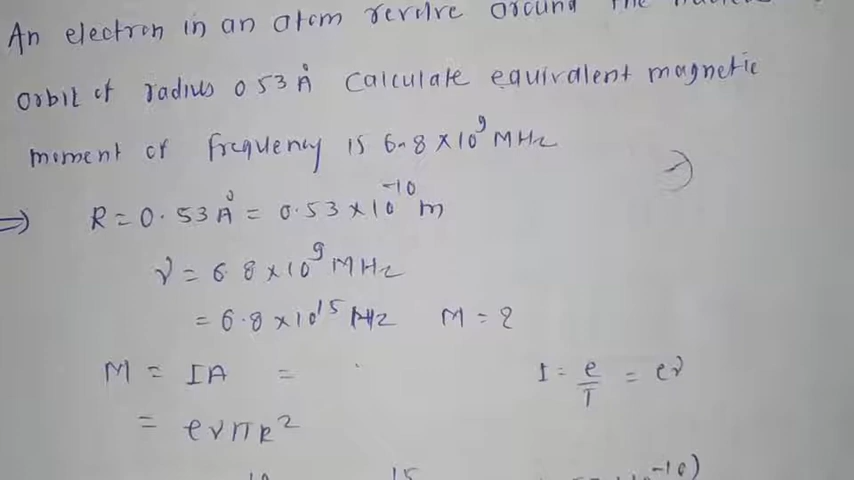 An electron in an atom revolve around the
orbit of radius 0.53 Å Calculate equivalent magnetic
moment of frequency is 6.8 × 10⁹ MHz
⇒ R = 0.53 Å = 0.53 × 10⁻¹⁰ m
ν = 6.8 × 10⁹ MHz
= 6.8 × 10¹⁵ Hz M = ?
M = IA = I = e/T = eν
= eνπR²